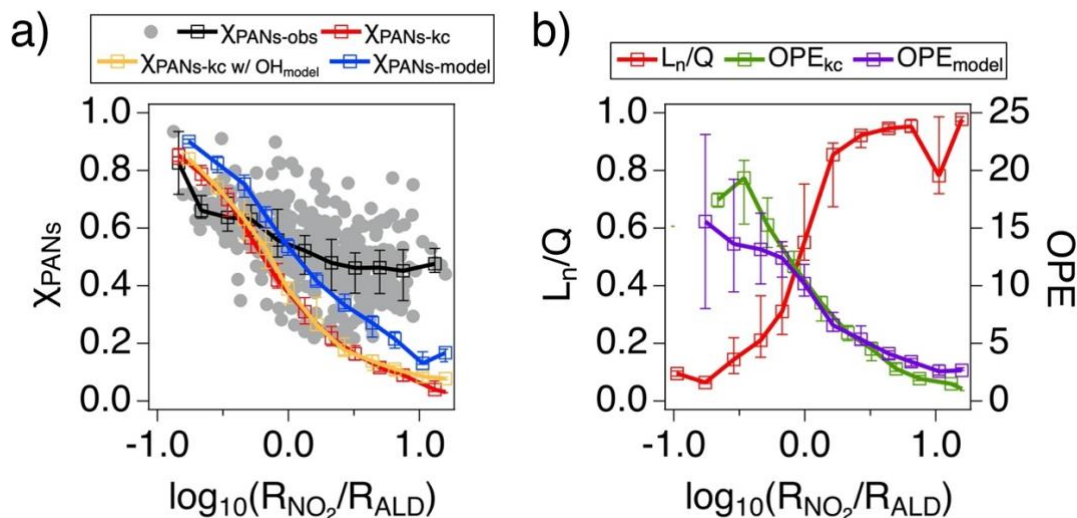 a)
χPANs-obs χPANs-kc
χPANs-kc w/ OHmodel χPANs-model
χPANs
1.0
0.8
0.6
0.4
0.2
0.0
-1.0 0.0 1.0
log10(RNO2/RALD)
b)
Ln/Q OPEkc OPEmodel
Ln/Q
1.0
0.8
0.6
0.4
0.2
0.0
25
20
15
10
5
0
OPE
-1.0 0.0 1.0
log10(RNO2/RALD)